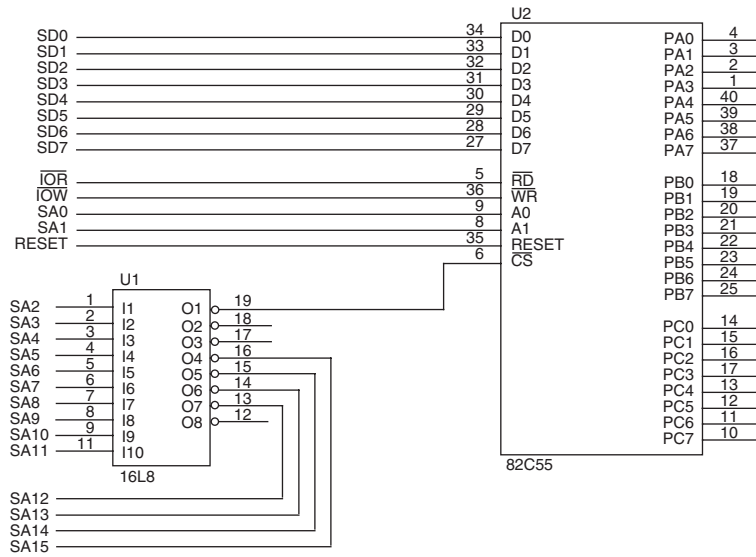 U2
SD0 34 D0 PA0 4
SD1 33 D1 PA1 3
SD2 32 D2 PA2 2
SD3 31 D3 PA3 1
SD4 30 D4 PA4 40
SD5 29 D5 PA5 39
SD6 28 D6 PA6 38
SD7 27 D7 PA7 37
IOR 5 RD PB0 18
IOW 36 WR PB1 19
SA0 9 A0 PB2 20
SA1 8 A1 PB3 21
RESET 35 RESET PB4 22
6 CS PB5 23
PB6 24
PB7 25
U1
SA2 1 I1 O1 19 PC0 14
SA3 2 I2 O2 18 PC1 15
SA4 3 I3 O3 17 PC2 16
SA5 4 I4 O4 16 PC3 17
SA6 5 I5 O5 15 PC4 13
SA7 6 I6 O6 14 PC5 12
SA8 7 I7 O7 13 PC6 11
SA9 8 I8 O8 12 PC7 10
SA10 9 I9
SA11 11 I10
16L8 82C55
SA12
SA13
SA14
SA15